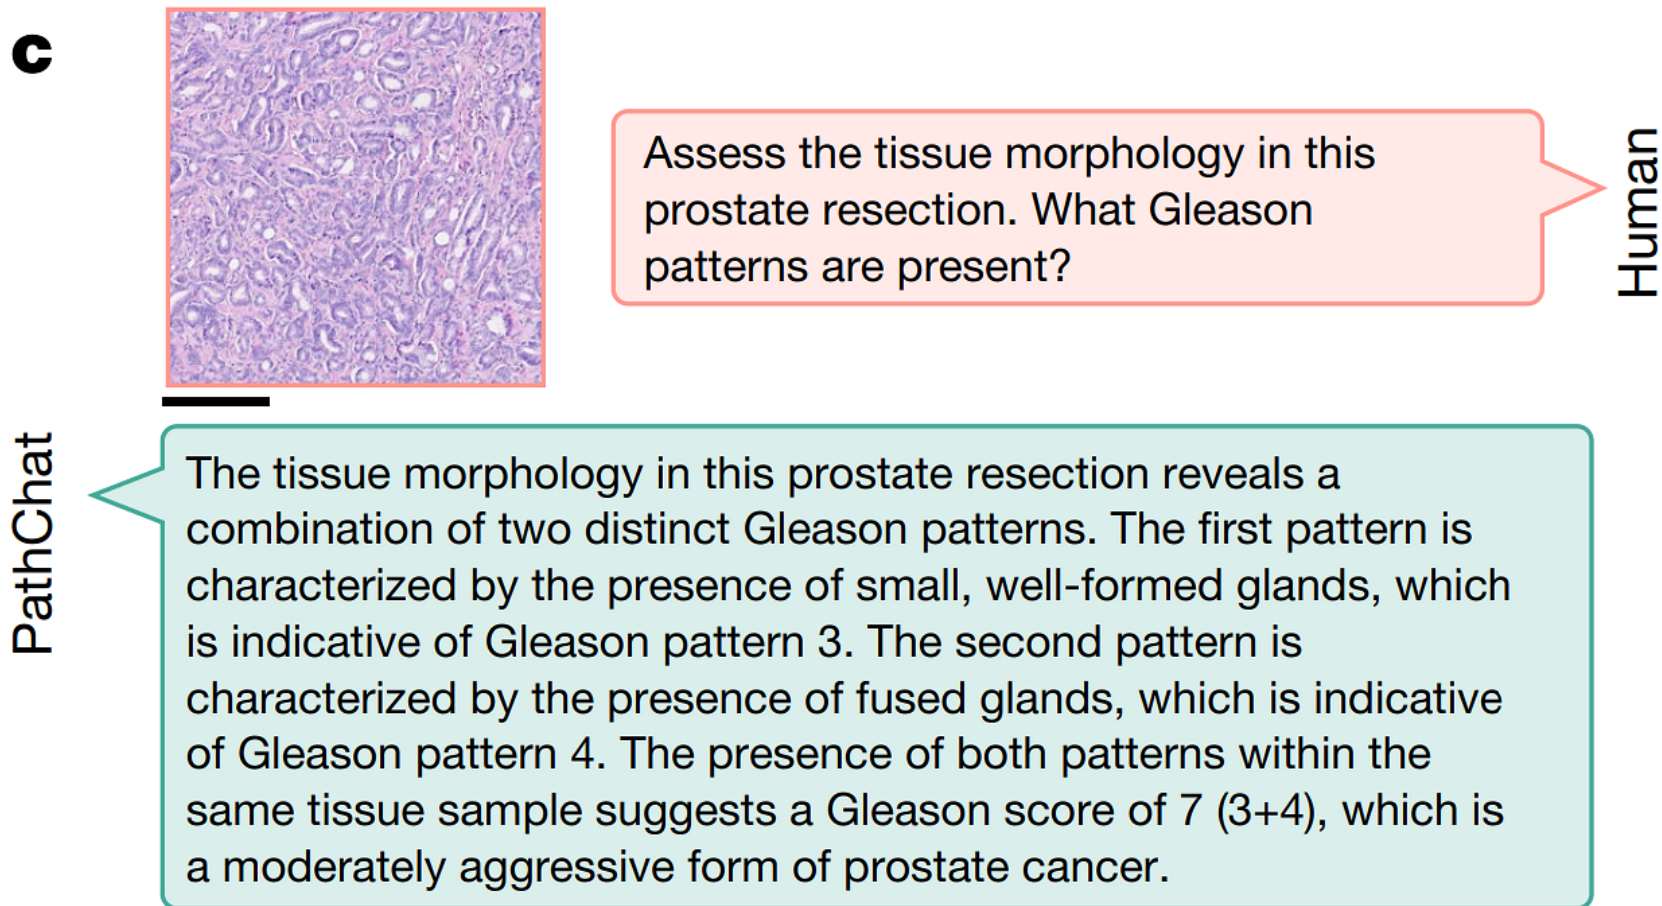 c
Assess the tissue morphology in this
prostate resection. What Gleason
patterns are present?
Human
PathChat
The tissue morphology in this prostate resection reveals a
combination of two distinct Gleason patterns. The first pattern is
characterized by the presence of small, well-formed glands, which
is indicative of Gleason pattern 3. The second pattern is
characterized by the presence of fused glands, which is indicative
of Gleason pattern 4. The presence of both patterns within the
same tissue sample suggests a Gleason score of 7 (3+4), which is
a moderately aggressive form of prostate cancer.